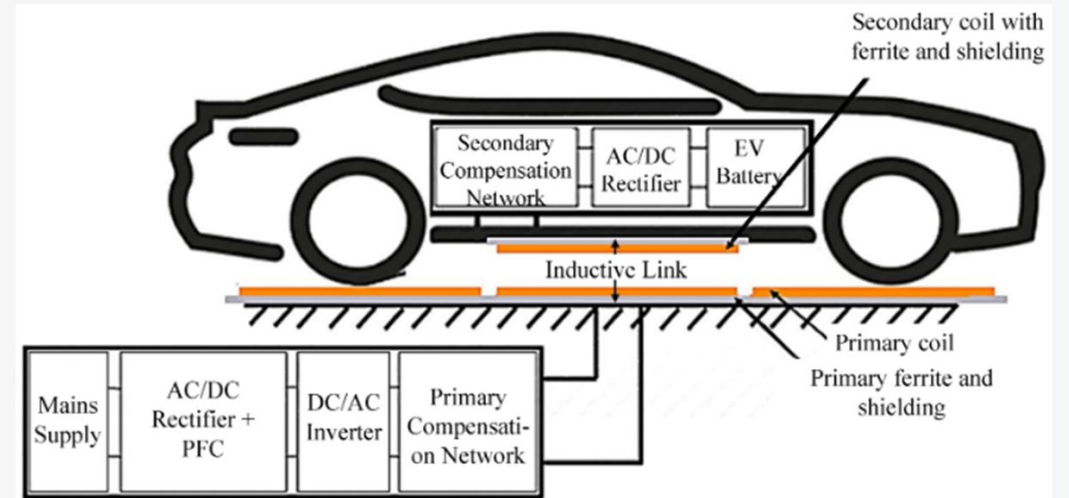 Secondary coil with
ferrite and shielding
Secondary
Compensation
Network
AC/DC
Rectifier
EV
Battery
Inductive Link
Primary coil
Primary ferrite and
shielding
Mains
Supply
AC/DC
Rectifier +
PFC
DC/AC
Inverter
Primary
Compensati-
on Network